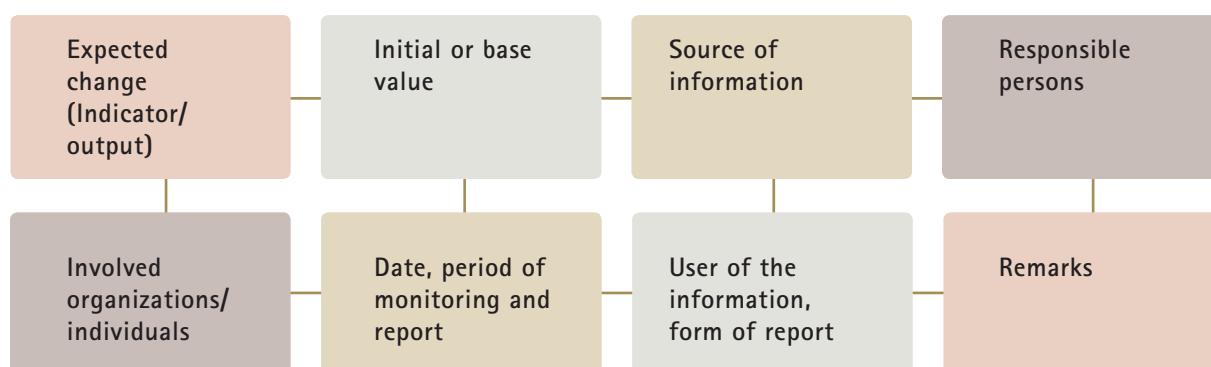 Expected
change
(Indicator/
output)
Initial or base
value
Source of
information
Responsible
persons
Involved
organizations/
individuals
Date, period of
monitoring and
report
User of the
information,
form of report
Remarks